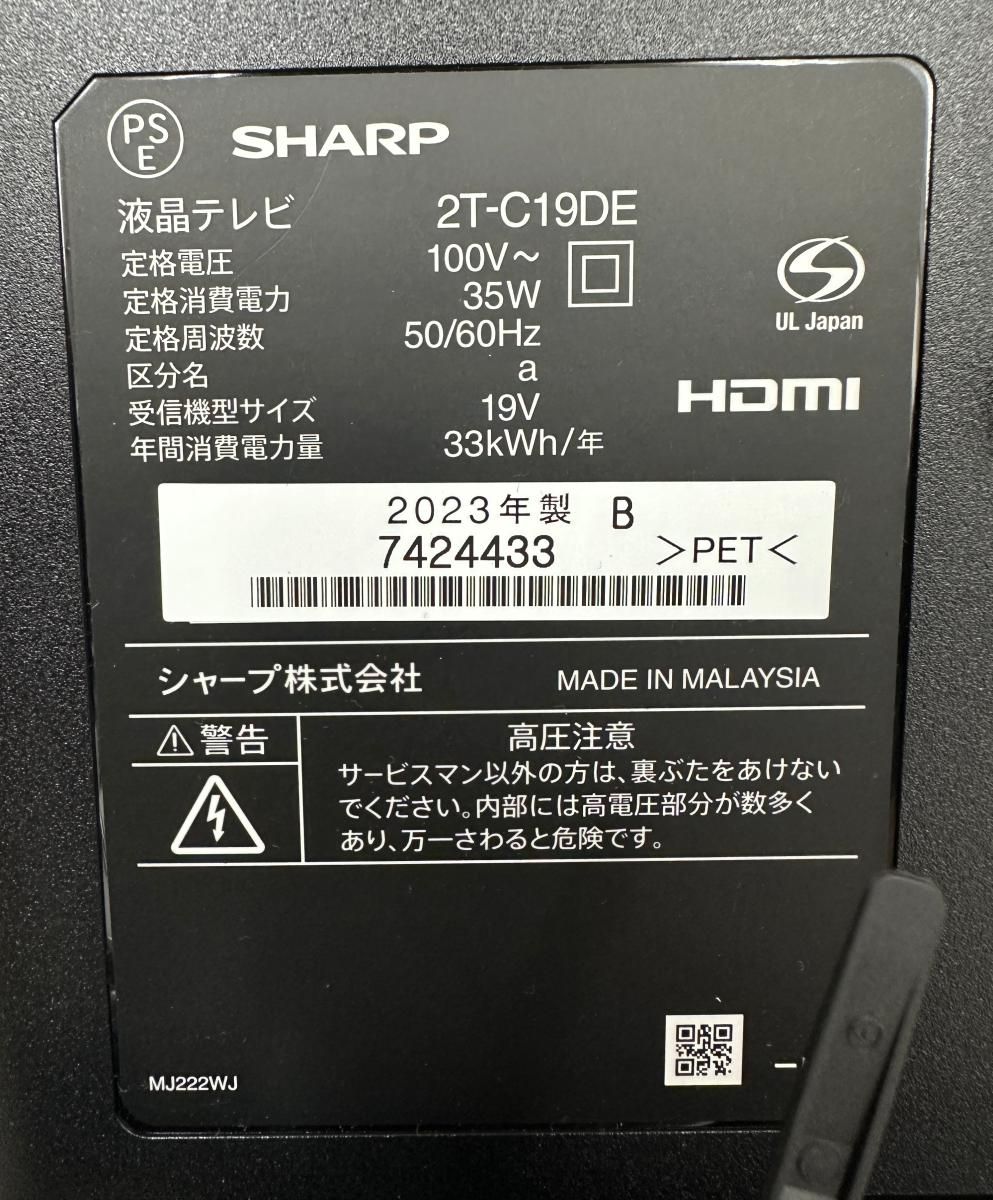 PS
E
SHARP
液晶テレビ 2T-C19DE
定格電圧 100V～
定格消費電力 35W
定格周波数 50/60Hz
区分名 a
受信機型サイズ 19V
年間消費電力量 33kWh/年
UL Japan
HDMI
2023年製 B
7424433 ＞PET＜
シャープ株式会社 MADE IN MALAYSIA
警告
高圧注意
サービスマン以外の方は、裏ぶたをあけない
でください。内部には高電圧部分が数多く
あり、万一さわると危険です。
MJ222WJ